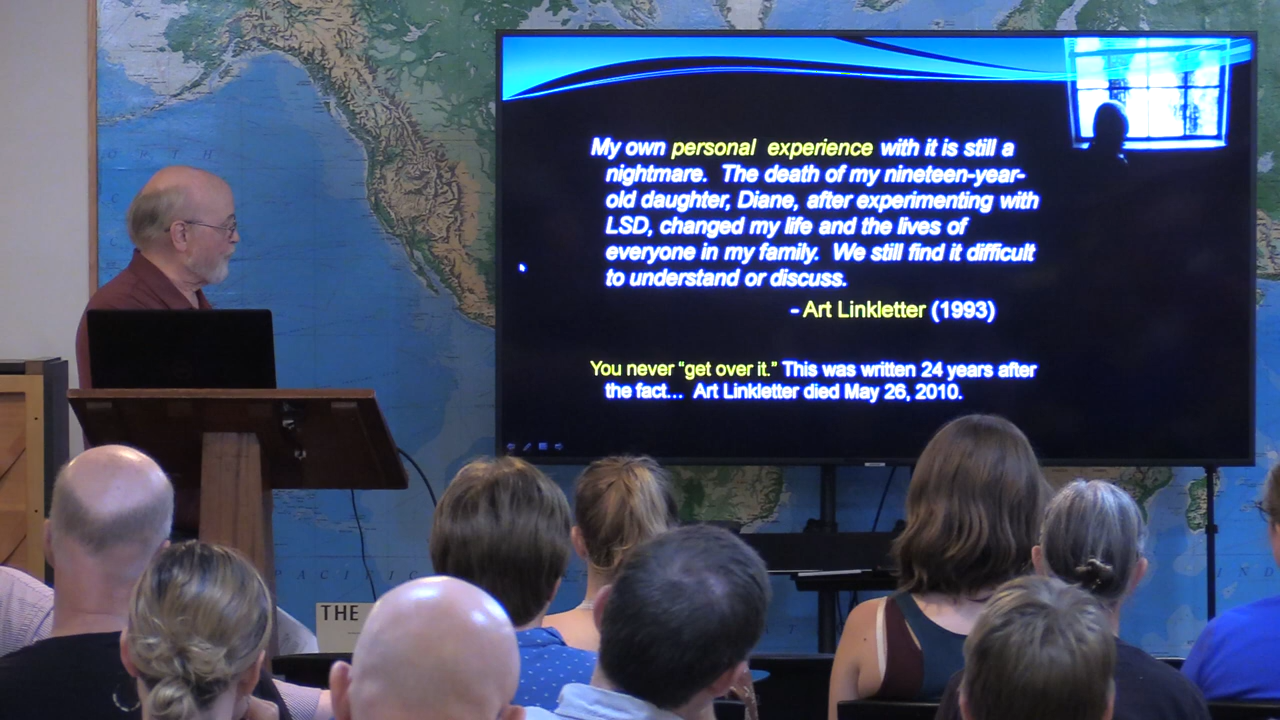 My own personal experience with it is still a
nightmare. The death of my nineteen-year-
old daughter, Diane, after experimenting with
LSD, changed my life and the lives of
everyone in my family. We still find it difficult
to understand or discuss.
- Art Linkletter (1993)
You never “get over it.” This was written 24 years after
the fact... Art Linkletter died May 26, 2010.
THE
PACIFIC